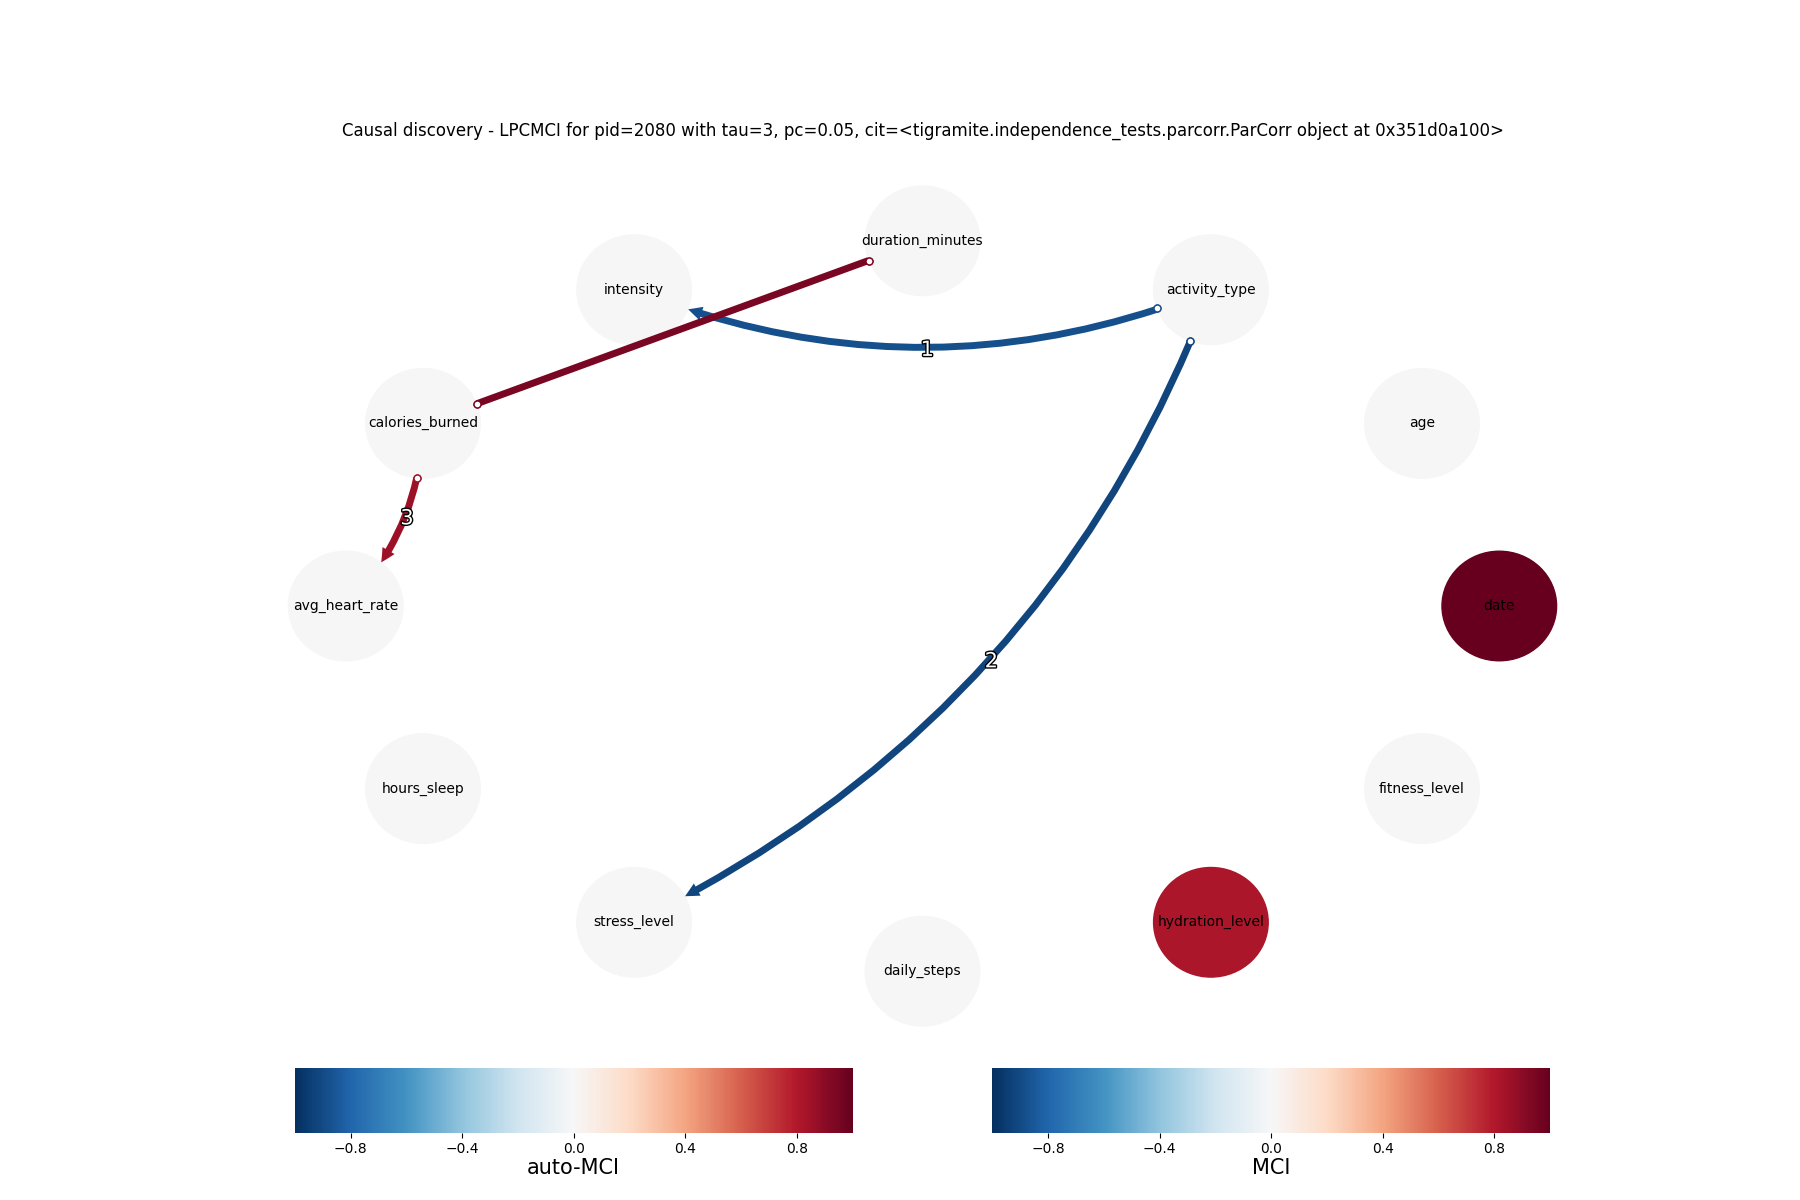 Causal discovery - LPCMCI for pid=2080 with tau=3, pc=0.05, cit=<tigramite.independence_tests.parcorr.ParCorr object at 0x351d0a100>
duration_minutes
intensity
activity_type
1
calories_burned
age
3
avg_heart_rate
date
2
hours_sleep
fitness_level
stress_level
hydration_level
daily_steps
−0.8 −0.4 0.0 0.4 0.8
auto-MCI
−0.8 −0.4 0.0 0.4 0.8
MCI